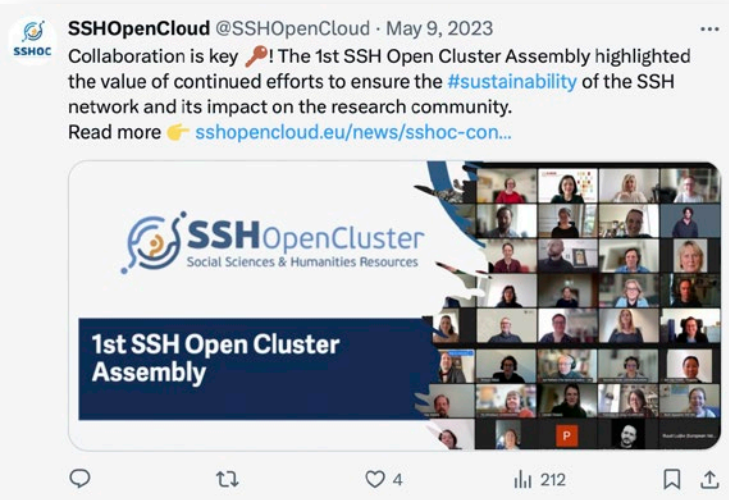 SSHOpenCloud @SSHOpenCloud · May 9, 2023
SSHOC
Collaboration is key 🔑! The 1st SSH Open Cluster Assembly highlighted
the value of continued efforts to ensure the #sustainability of the SSH
network and its impact on the research community.
Read more 👉 sshopencloud.eu/news/sshoc-con...
SSHOpenCluster
Social Sciences & Humanities Resources
1st SSH Open Cluster
Assembly
P
4
212